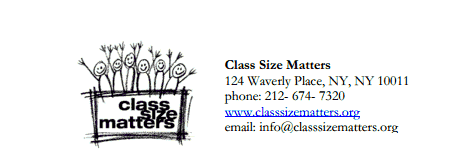 class
size
matters
Class Size Matters
124 Waverly Place, NY, NY 10011
phone: 212- 674- 7320
www.classsizematters.org
email: info@classsizematters.org